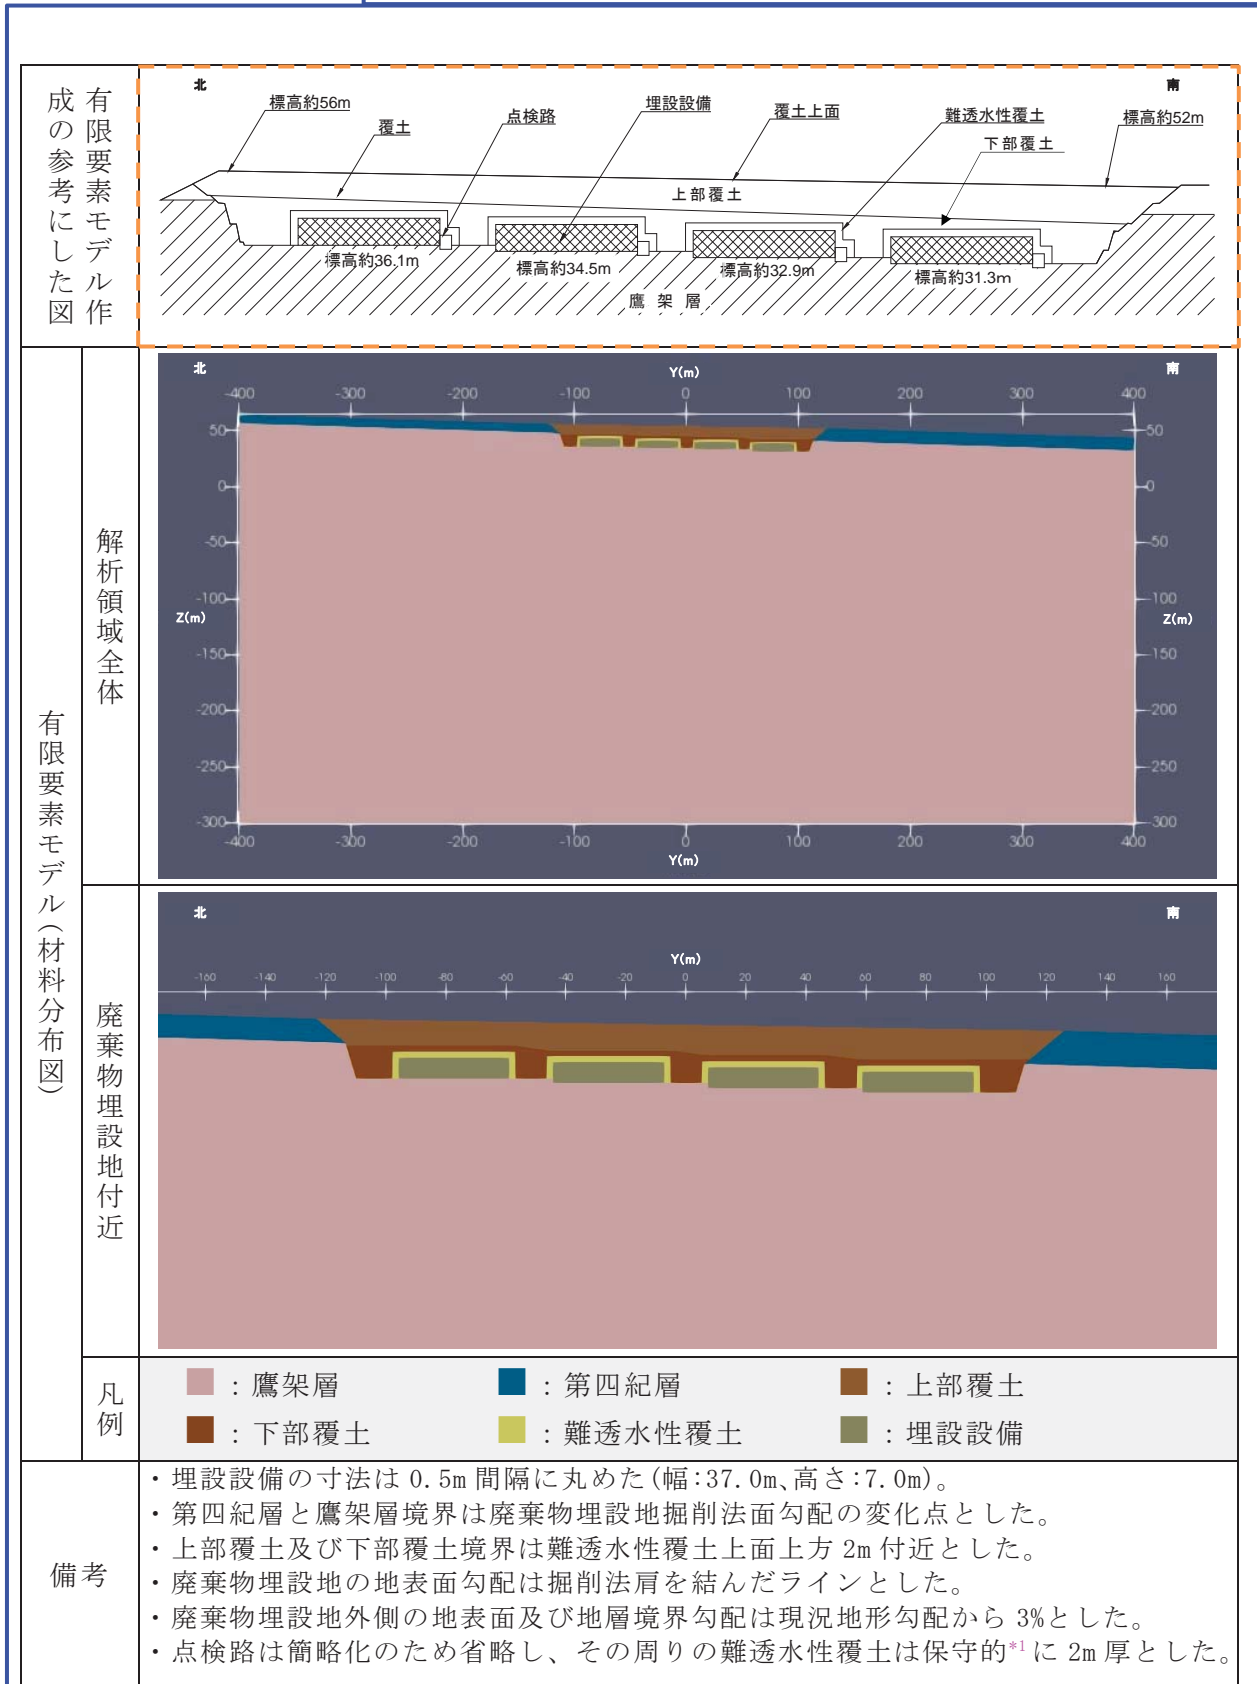 有限要素モデル作
成の参考にした図
北
南
標高約56m
覆土
点検路
埋設設備
覆土上面
難透水性覆土
下部覆土
標高約52m
上部覆土
標高約36.1m
標高約34.5m
標高約32.9m
標高約31.3m
鷹架層
有限要素モデル(材料分布図)
解析領域全体
北
Y(m)
南
-400 -300 -200 -100 0 100 200 300 400
50 50
0 0
-50 -50
-100 -100
Z(m) Z(m)
-150 -150
-200 -200
-250 -250
-300 -300
-400 -300 -200 -100 0 100 200 300 400
Y(m)
廃棄物埋設地付近
北
南
Y(m)
-160 -140 -120 -100 -80 -60 -40 -20 0 20 40 60 80 100 120 140 160
凡例
:鷹架層 :第四紀層 :上部覆土
:下部覆土 :難透水性覆土 :埋設設備
備考
・埋設設備の寸法は 0.5m 間隔に丸めた(幅:37.0m、高さ:7.0m)。
・第四紀層と鷹架層境界は廃棄物埋設地掘削法面勾配の変化点とした。
・上部覆土及び下部覆土境界は難透水性覆土上面上方 2m 付近とした。
・廃棄物埋設地の地表面勾配は掘削法肩を結んだラインとした。
・廃棄物埋設地外側の地表面及び地層境界勾配は現況地形勾配から 3%とした。
・点検路は簡略化のため省略し、その周りの難透水性覆土は保守的*1に 2m 厚とした。